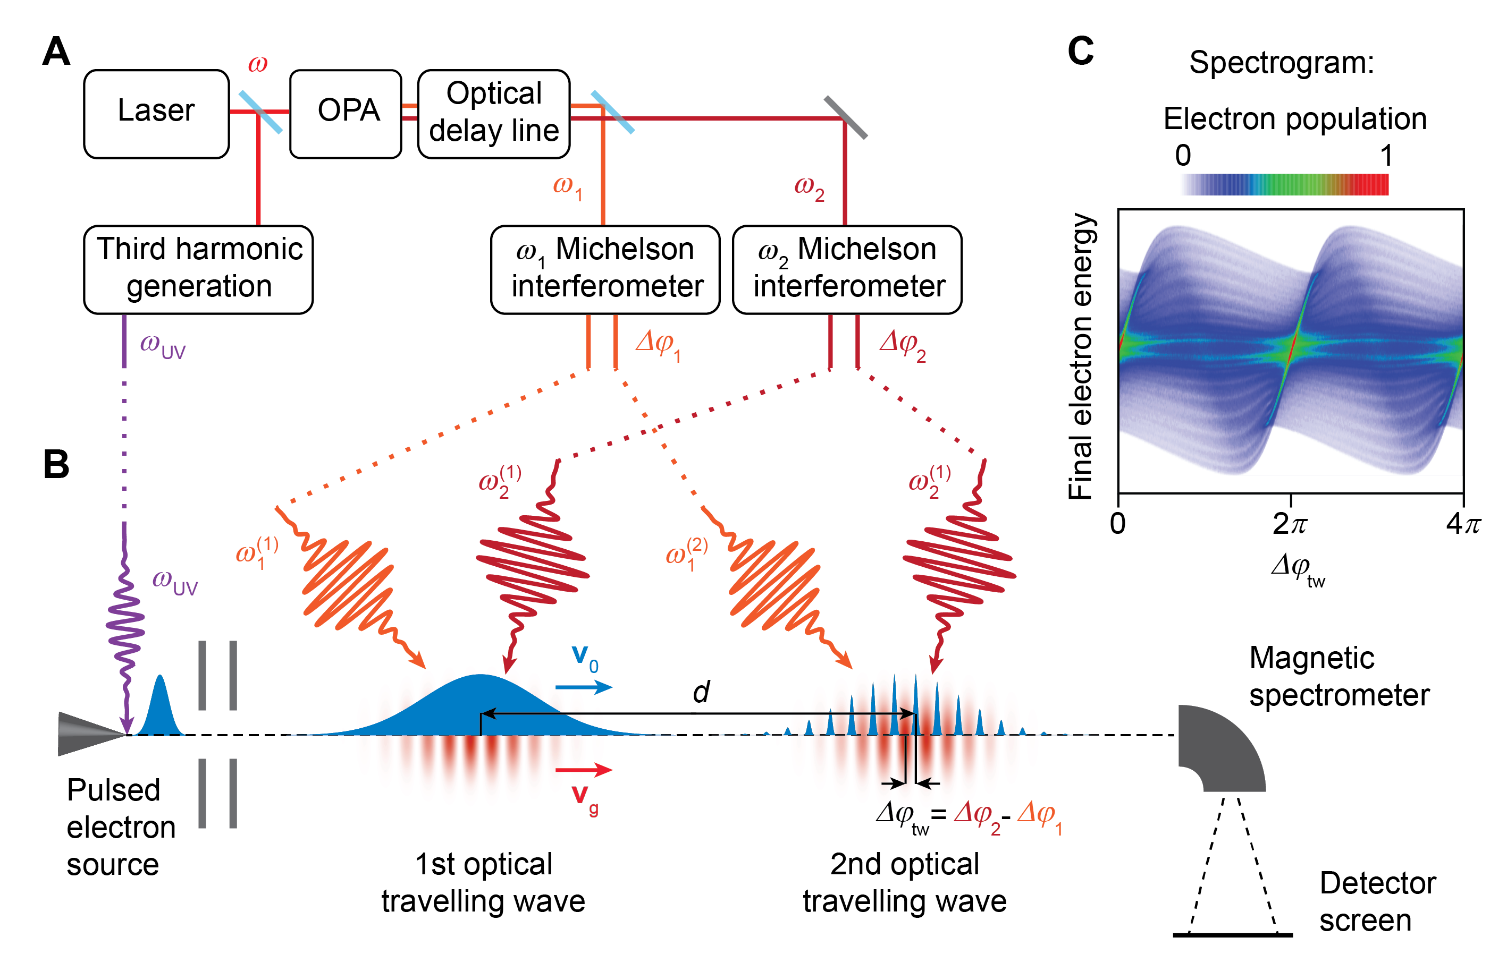 A
Laser
ω
OPA
Optical
delay line
ω1
ω2
Third harmonic
generation
ω1 Michelson
interferometer
ω2 Michelson
interferometer
ωUV
Δφ1
Δφ2
B
ωUV
ω1(1)
ω2(1)
ω1(2)
ω2(1)
v0
d
vg
Δφtw= Δφ2- Δφ1
Pulsed
electron
source
1st optical
travelling wave
2nd optical
travelling wave
Magnetic
spectrometer
Detector
screen
C
Spectrogram:
Electron population
0 1
Final electron energy
0 2π 4π
Δφtw